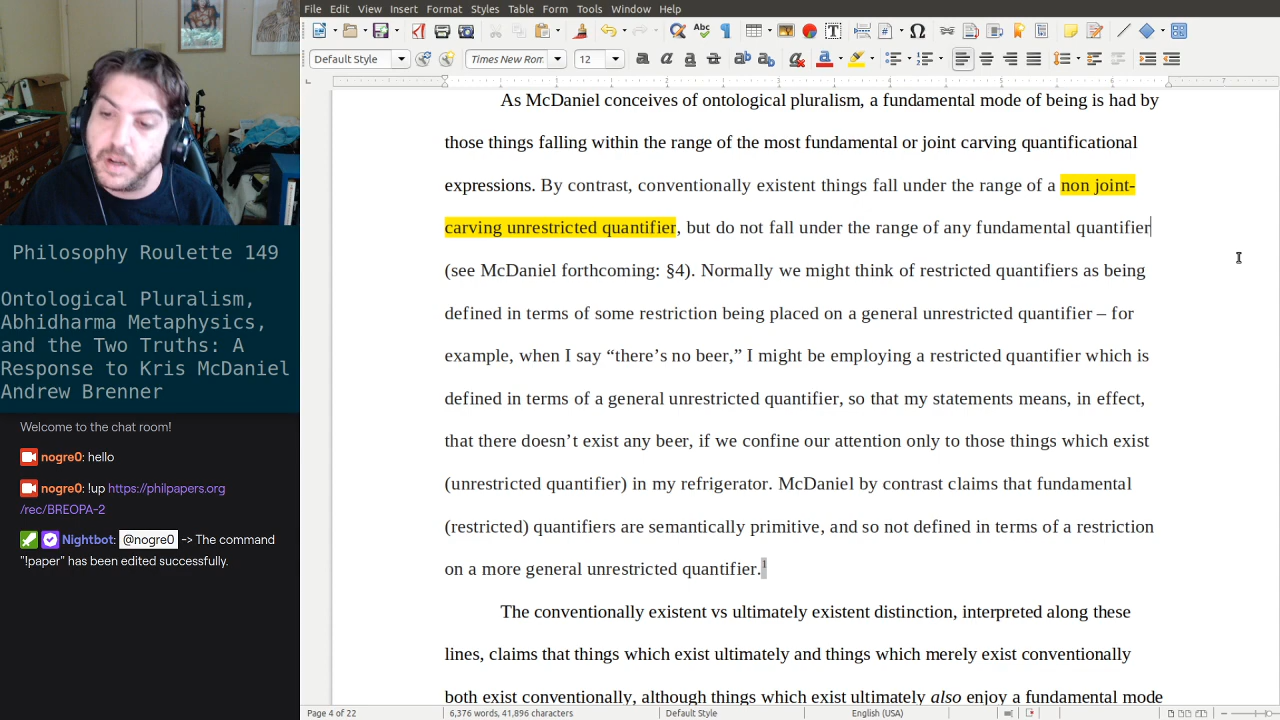 File Edit View Insert Format Styles Table Form Tools Window Help
Default Style
Times New Rom
12
As McDaniel conceives of ontological pluralism, a fundamental mode of being is had by
those things falling within the range of the most fundamental or joint carving quantificational
expressions. By contrast, conventionally existent things fall under the range of a non joint-
carving unrestricted quantifier, but do not fall under the range of any fundamental quantifier
(see McDaniel forthcoming: §4). Normally we might think of restricted quantifiers as being
defined in terms of some restriction being placed on a general unrestricted quantifier – for
example, when I say “there’s no beer,” I might be employing a restricted quantifier which is
defined in terms of a general unrestricted quantifier, so that my statements means, in effect,
that there doesn’t exist any beer, if we confine our attention only to those things which exist
(unrestricted quantifier) in my refrigerator. McDaniel by contrast claims that fundamental
(restricted) quantifiers are semantically primitive, and so not defined in terms of a restriction
on a more general unrestricted quantifier.1
The conventionally existent vs ultimately existent distinction, interpreted along these
lines, claims that things which exist ultimately and things which merely exist conventionally
both exist conventionally, although things which exist ultimately also enjoy a fundamental mode
Page 4 of 22
6,376 words, 41,896 characters
Default Style
English (USA)
Philosophy Roulette 149
Ontological Pluralism,
Abhidharma Metaphysics,
and the Two Truths: A
Response to Kris McDaniel
Andrew Brenner
Welcome to the chat room!
nogre0: hello
nogre0: !up https://philpapers.org
/rec/BREOPA-2
Nightbot: @nogre0 -> The command
"!paper" has been edited successfully.